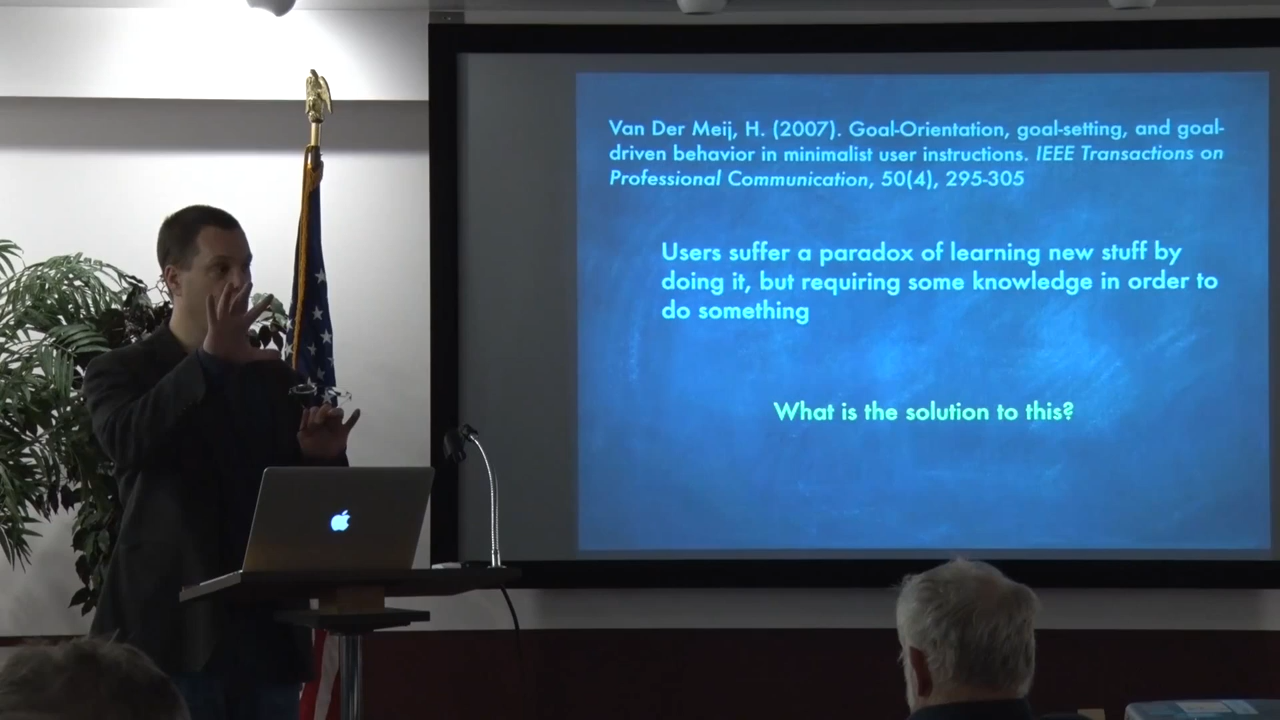 Van Der Meij, H. (2007). Goal-Orientation, goal-setting, and goal-
driven behavior in minimalist user instructions. IEEE Transactions on
Professional Communication, 50(4), 295-305
Users suffer a paradox of learning new stuff by
doing it, but requiring some knowledge in order to
do something
What is the solution to this?